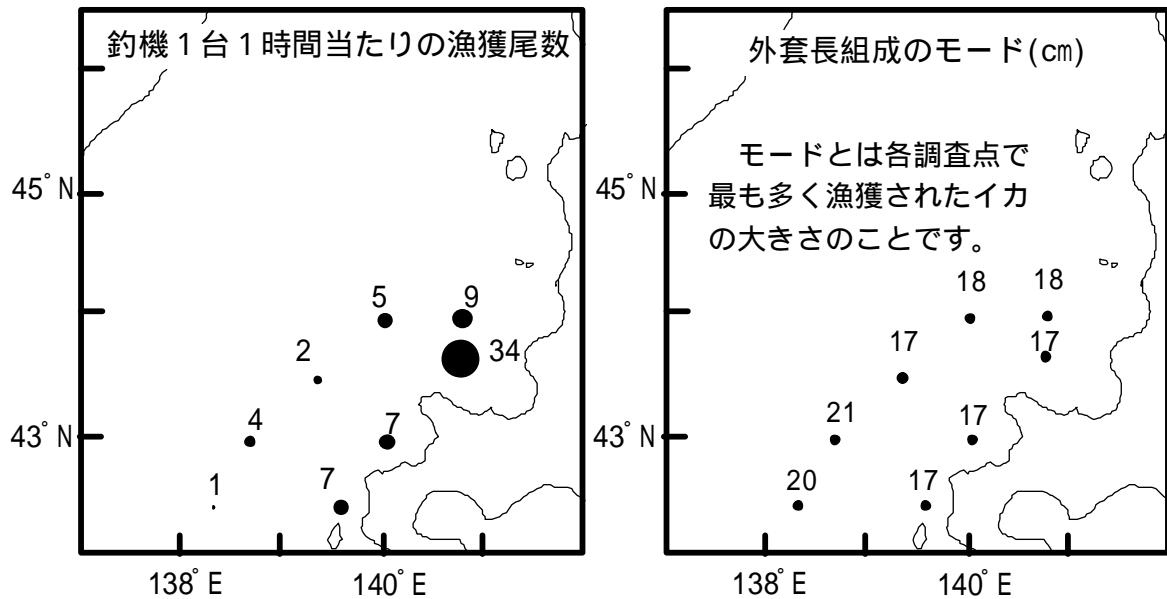 釣機１台１時間当たりの漁獲尾数
45°N
5
9
2
34
4
7
43°N
1
7
138°E
140°E
外套長組成のモード(㎝)
モードとは各調査点で
最も多く漁獲されたイカ
の大きさのことです。
45°N
18
18
17
17
21
17
43°N
20
17
138°E
140°E